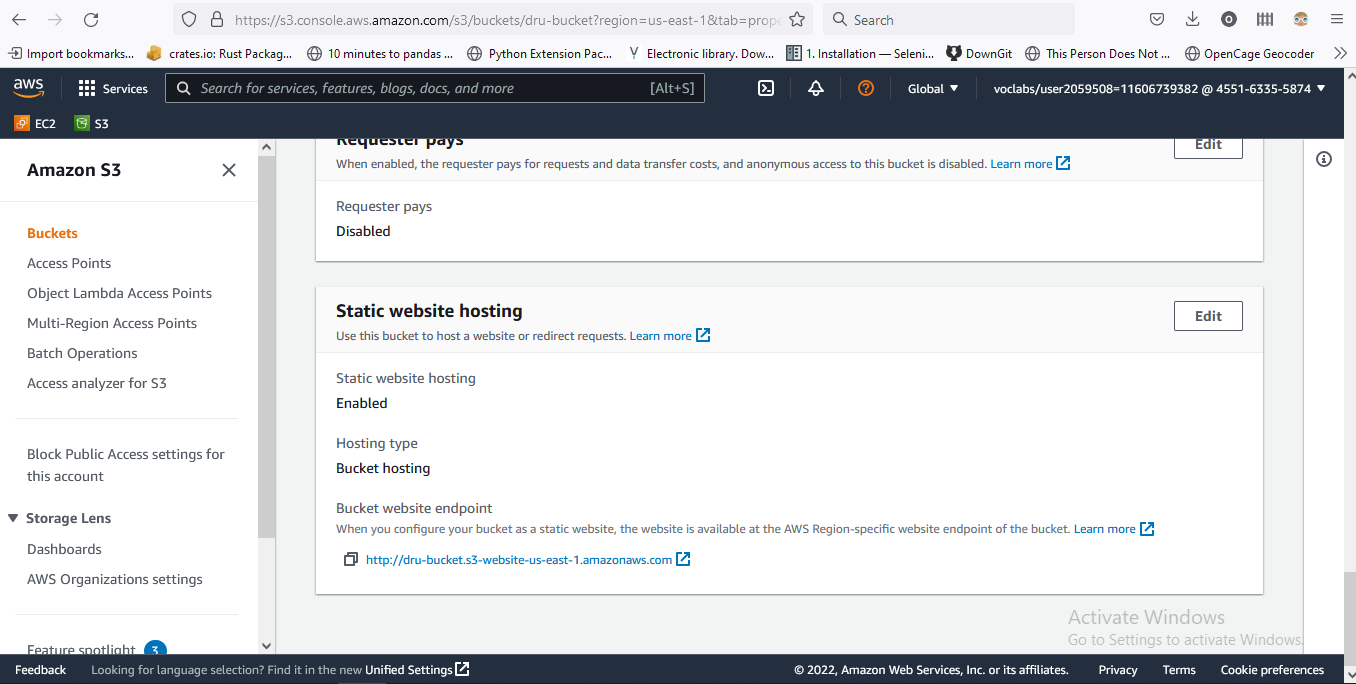 https://s3.console.aws.amazon.com/s3/buckets/dru-bucket?region=us-east-1&tab=prope
Search
Import bookmarks...
crates.io: Rust Packag...
10 minutes to pandas ...
Python Extension Pac...
Electronic library. Dow...
1. Installation — Seleni...
DownGit
This Person Does Not ...
OpenCage Geocoder
aws
Services
Search for services, features, blogs, docs, and more
[Alt+S]
Global
voclabs/user2059508=11606739382 @ 4551-6335-5874
EC2
S3
Amazon S3
Buckets
Access Points
Object Lambda Access Points
Multi-Region Access Points
Batch Operations
Access analyzer for S3
Block Public Access settings for
this account
Storage Lens
Dashboards
AWS Organizations settings
Feature spotlight 3
Requester pays
Edit
When enabled, the requester pays for requests and data transfer costs, and anonymous access to this bucket is disabled. Learn more
Requester pays
Disabled
Static website hosting
Edit
Use this bucket to host a website or redirect requests. Learn more
Static website hosting
Enabled
Hosting type
Bucket hosting
Bucket website endpoint
When you configure your bucket as a static website, the website is available at the AWS Region-specific website endpoint of the bucket. Learn more
http://dru-bucket.s3-website-us-east-1.amazonaws.com
Activate Windows
Go to Settings to activate Windows.
Feedback
Looking for language selection? Find it in the new Unified Settings
© 2022, Amazon Web Services, Inc. or its affiliates.
Privacy
Terms
Cookie preferences